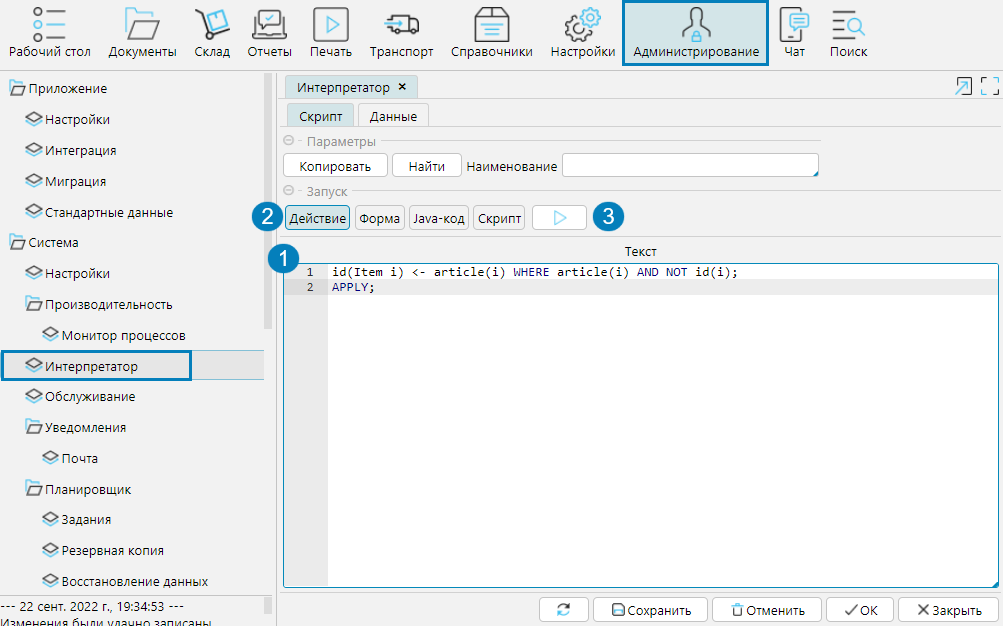 Рабочий стол Документы Склад Отчеты Печать Транспорт Справочники Настройки Администрирование Чат Поиск
Приложение
Настройки
Интеграция
Миграция
Стандартные данные
Система
Настройки
Производительность
Монитор процессов
Интерпретатор
Обслуживание
Уведомления
Почта
Планировщик
Задания
Резервная копия
Восстановление данных
--- 22 сент. 2022 г., 19:34:53 ---
Изменения были удачно записаны
Интерпретатор ×
Скрипт Данные
Параметры
Копировать Найти Наименование
Запуск
2 Действие Форма Java-код Скрипт 3
Текст
1
1 id(Item i) <- article(i) WHERE article(i) AND NOT id(i);
2 APPLY;
Сохранить Отменить ОК Закрыть